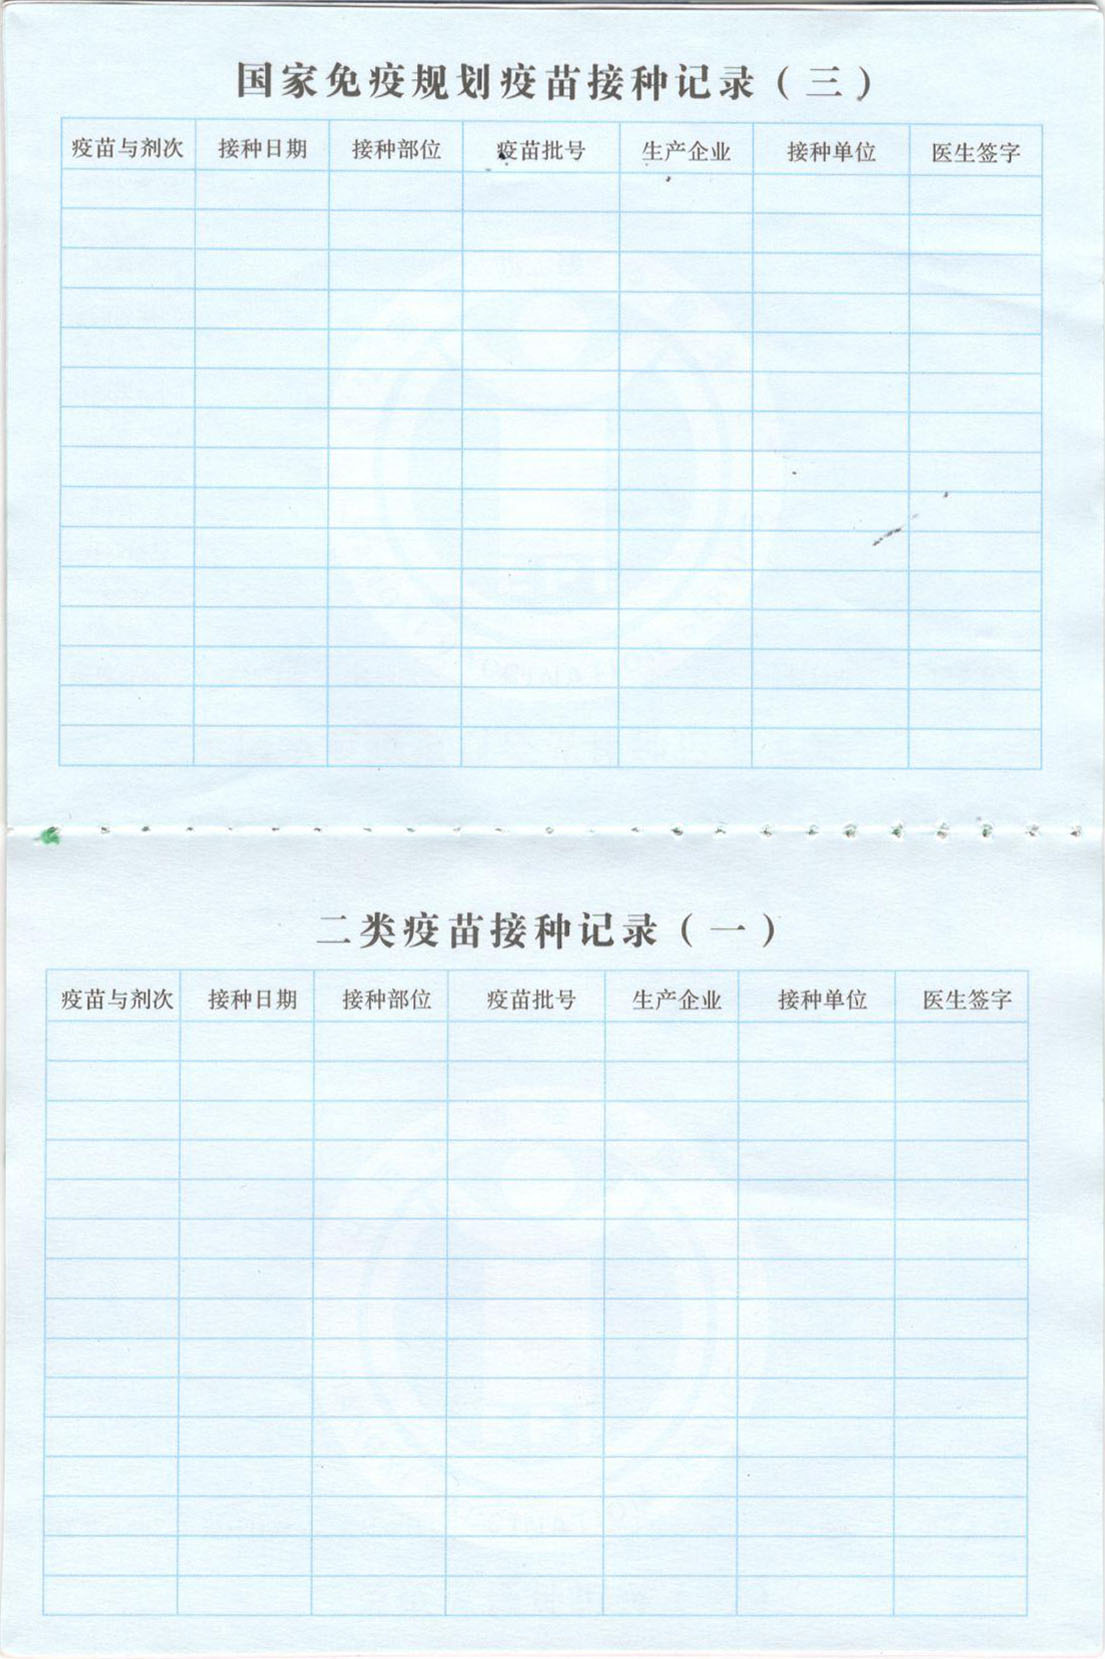 国家免疫规划疫苗接种记录（三）
疫苗与剂次 接种日期 接种部位 疫苗批号 生产企业 接种单位 医生签字
二类疫苗接种记录（一）
疫苗与剂次 接种日期 接种部位 疫苗批号 生产企业 接种单位 医生签字